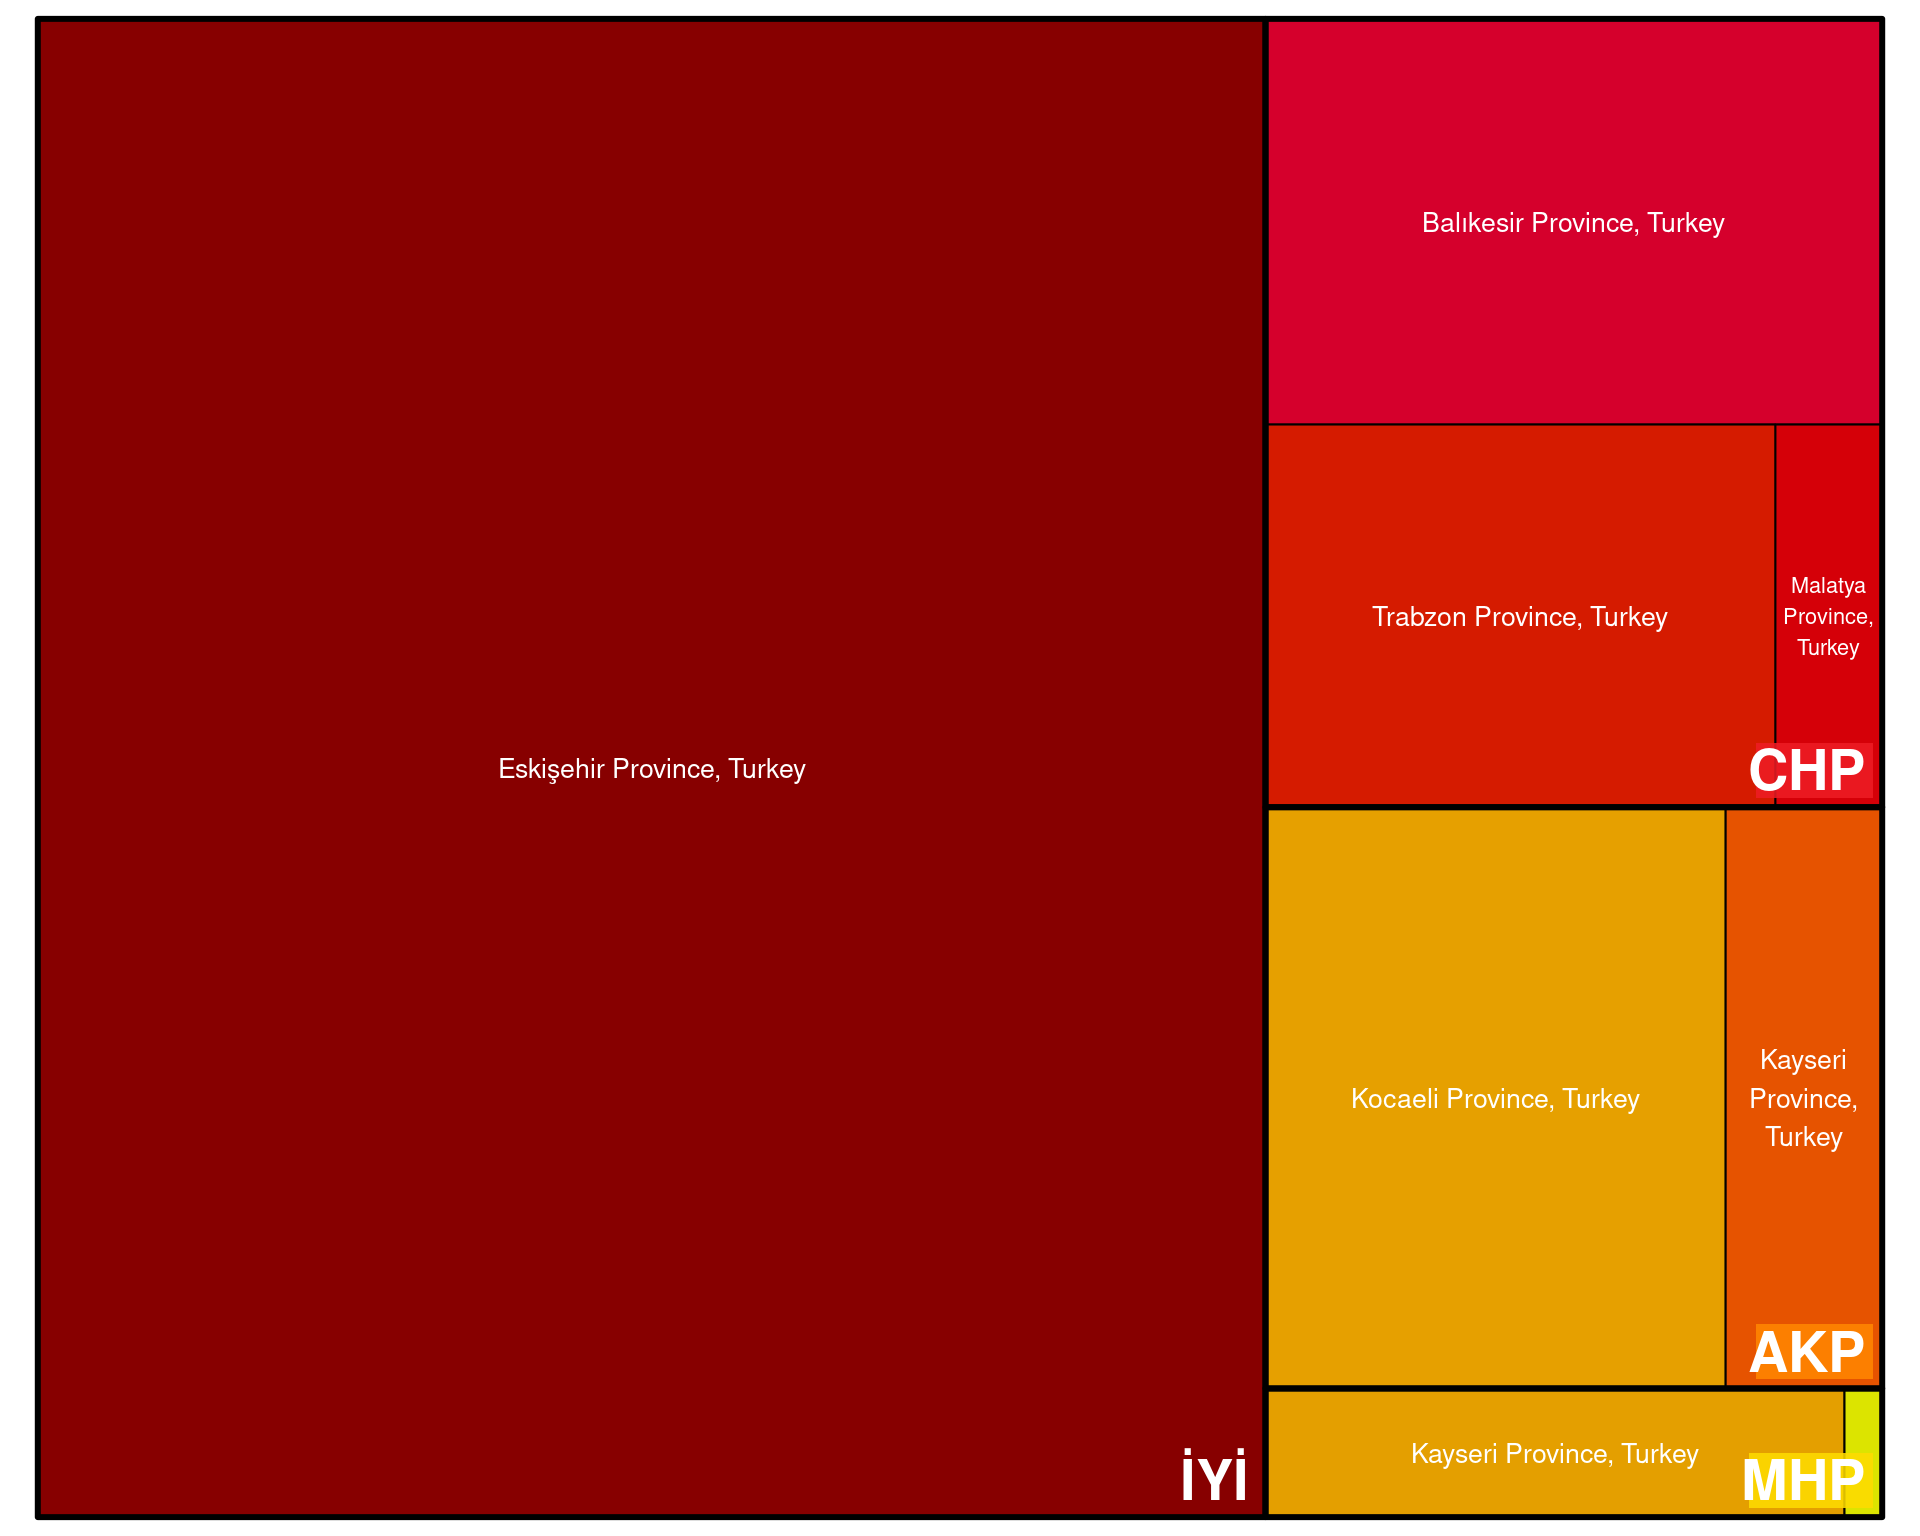 Eskişehir Province, Turkey
İYİ
Balıkesir Province, Turkey
Trabzon Province, Turkey
Malatya
Province,
Turkey
CHP
Kocaeli Province, Turkey
Kayseri
Province,
Turkey
AKP
Kayseri Province, Turkey
MHP